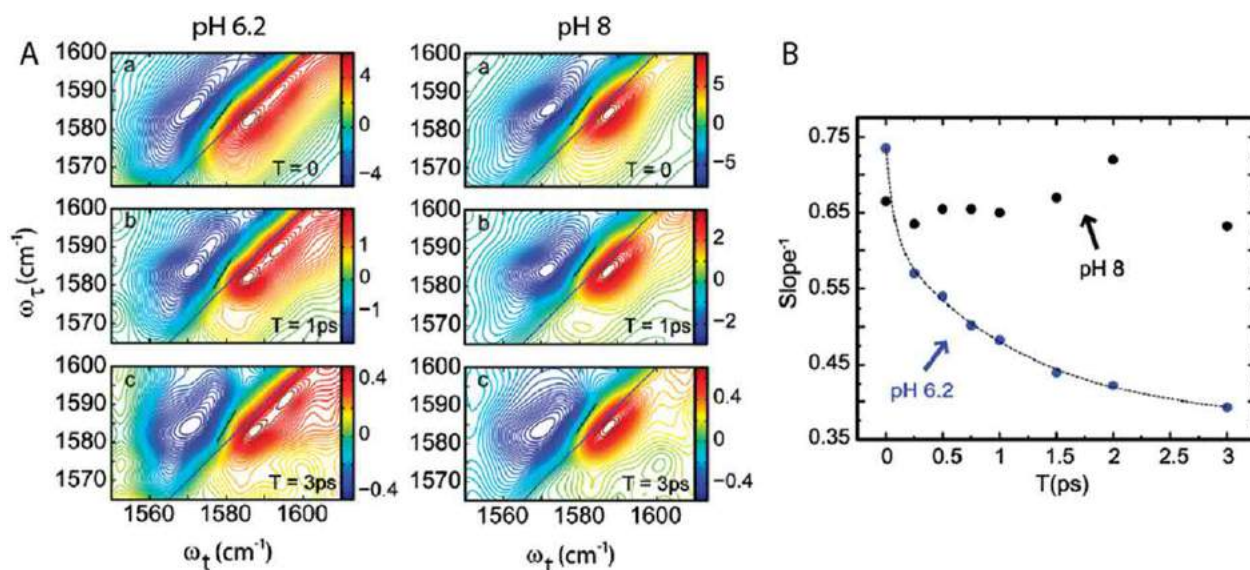 A
pH 6.2
pH 8
B
1600
1590
1580
1570
a
T = 0
4
2
0
−2
−4
1600
1590
1580
1570
a
T = 0
5
0
−5
1600
1590
1580
1570
b
T = 1ps
1
0
−1
1600
1590
1580
1570
b
T = 1ps
2
0
−2
1600
1590
1580
1570
c
T = 3ps
0.4
0
−0.4
1600
1590
1580
1570
c
T = 3ps
0.4
0
−0.4
ωτ (cm⁻¹)
1560 1580 1600
1560 1580 1600
ωt (cm⁻¹)
ωt (cm⁻¹)
Slope⁻¹
0.75
0.65
0.55
0.45
0.35
pH 8
pH 6.2
0 0.5 1.0 1.5 2.0 2.5 3
T(ps)